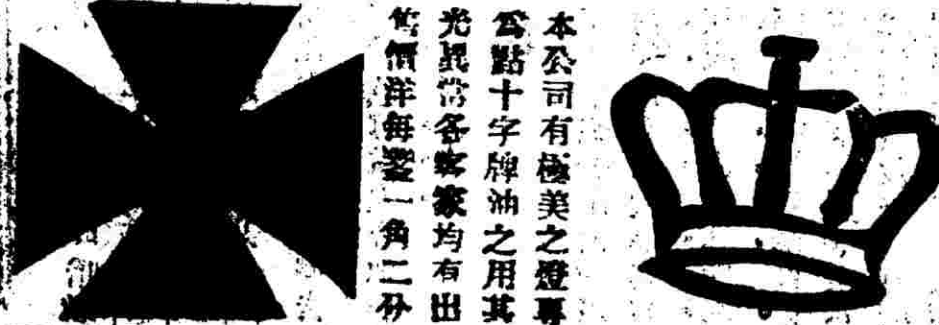 本公司有極美之燈專
爲點十字牌油之用其
光異常各客家均有出
售價洋每盞一角二分